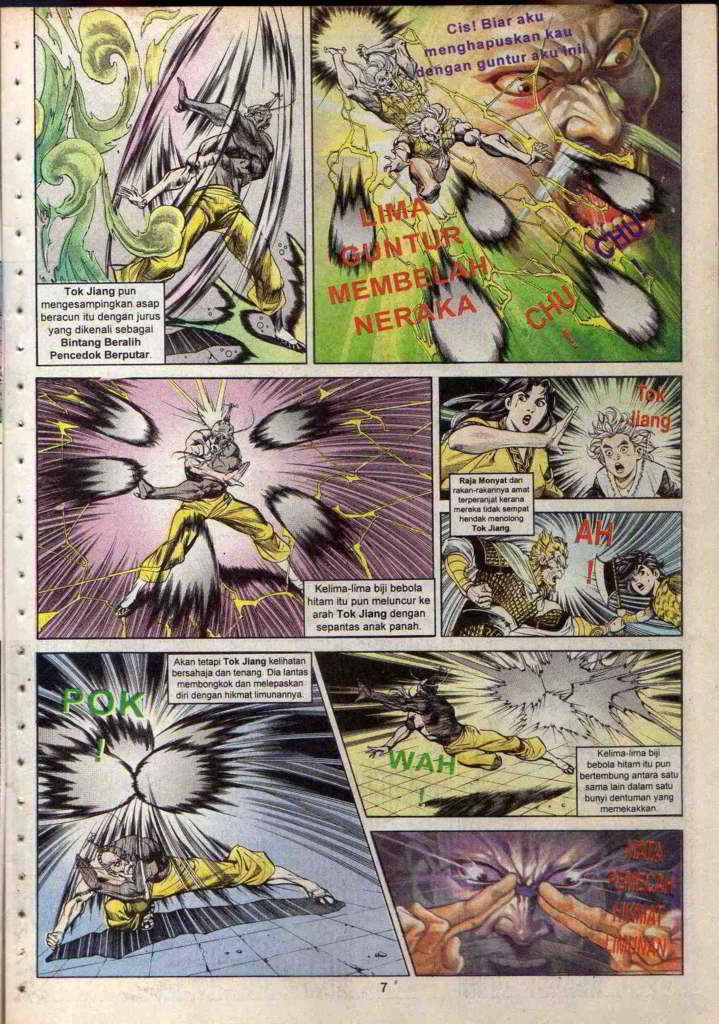 Tok Jiang pun
mengesampingkan asap
beracun itu dengan jurus
yang dikenali sebagai
Bintang Beralih
Pencedok Berputar.
Cis! Biar aku
menghapuskan kau
dengan guntur aku ini!
LIMA
GUNTUR
MEMBELAH
NERAKA
CHU
!
CHU
!
Kelima-lima biji bebola
hitam itu pun meluncur ke
arah Tok Jiang dengan
sepantas anak panah.
Tok
Jiang
Raja Monyat dan
rakan-rakannya amat
terperanjat kerana
mereka tidak sempat
hendak menolong
Tok Jiang.
AH
!
Akan tetapi Tok Jiang kelihatan
bersahaja dan tenang. Dia lantas
membongkok dan melepaskan
diri dengan hikmat limunannya.
POK
!
WAH
!
Kelima-lima biji
bebola hitam itu pun
bertembung antara satu
sama lain dalam satu
bunyi dentuman yang
memekakkan.
MATA
PEMECAH
HIKMAT
LIMUNAN
7